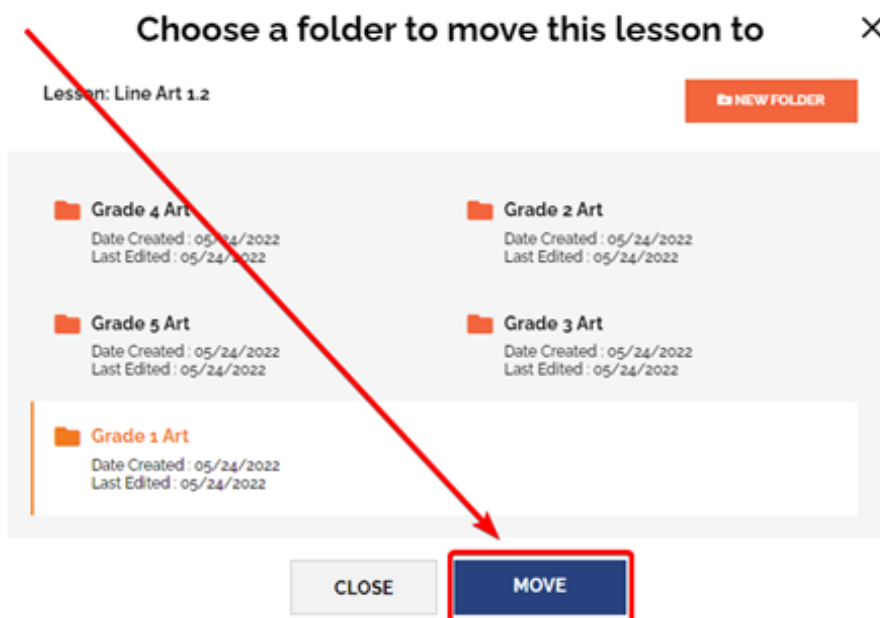 Choose a folder to move this lesson to
Lesson: Line Art 1.2
NEW FOLDER
Grade 4 Art
Date Created : 05/24/2022
Last Edited : 05/24/2022
Grade 2 Art
Date Created : 05/24/2022
Last Edited : 05/24/2022
Grade 5 Art
Date Created : 05/24/2022
Last Edited : 05/24/2022
Grade 3 Art
Date Created : 05/24/2022
Last Edited : 05/24/2022
Grade 1 Art
Date Created : 05/24/2022
Last Edited : 05/24/2022
CLOSE
MOVE